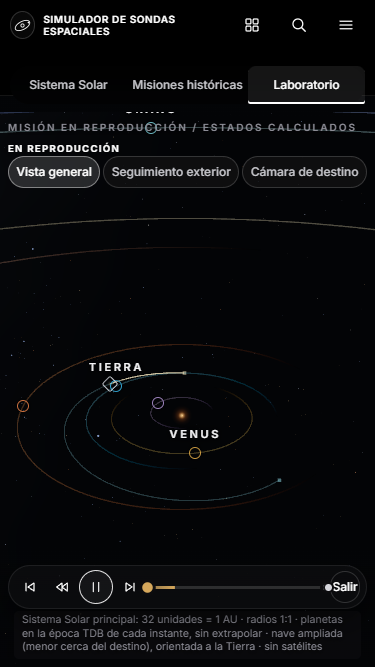 SIMULADOR DE SONDAS
ESPACIALES
Sistema Solar Misiones históricas Laboratorio
MISIÓN EN REPRODUCCIÓN / ESTADOS CALCULADOS
EN REPRODUCCIÓN
Vista general Seguimiento exterior Cámara de destino
TIERRA
VENUS
Salir
Sistema Solar principal: 32 unidades = 1 AU · radios 1:1 · planetas
en la época TDB de cada instante, sin extrapolar · nave ampliada
(menor cerca del destino), orientada a la Tierra · sin satélites